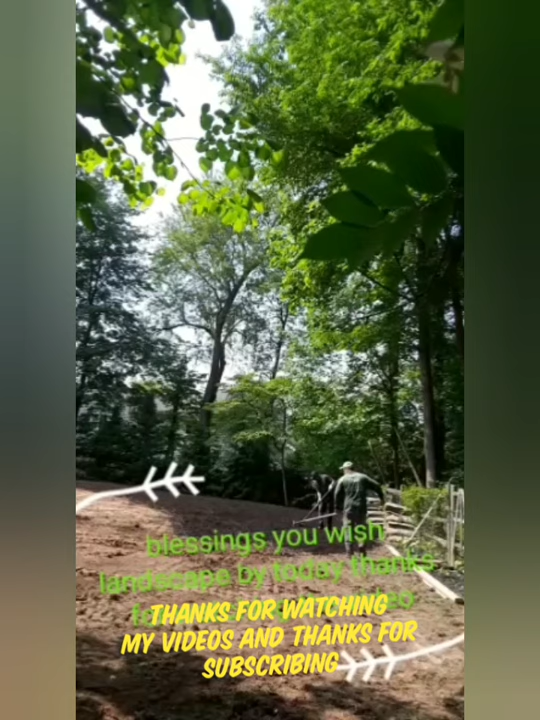 blessings you wish
landscape by today thanks
THANKS FOR WATCHING
MY VIDEOS AND THANKS FOR
SUBSCRIBING